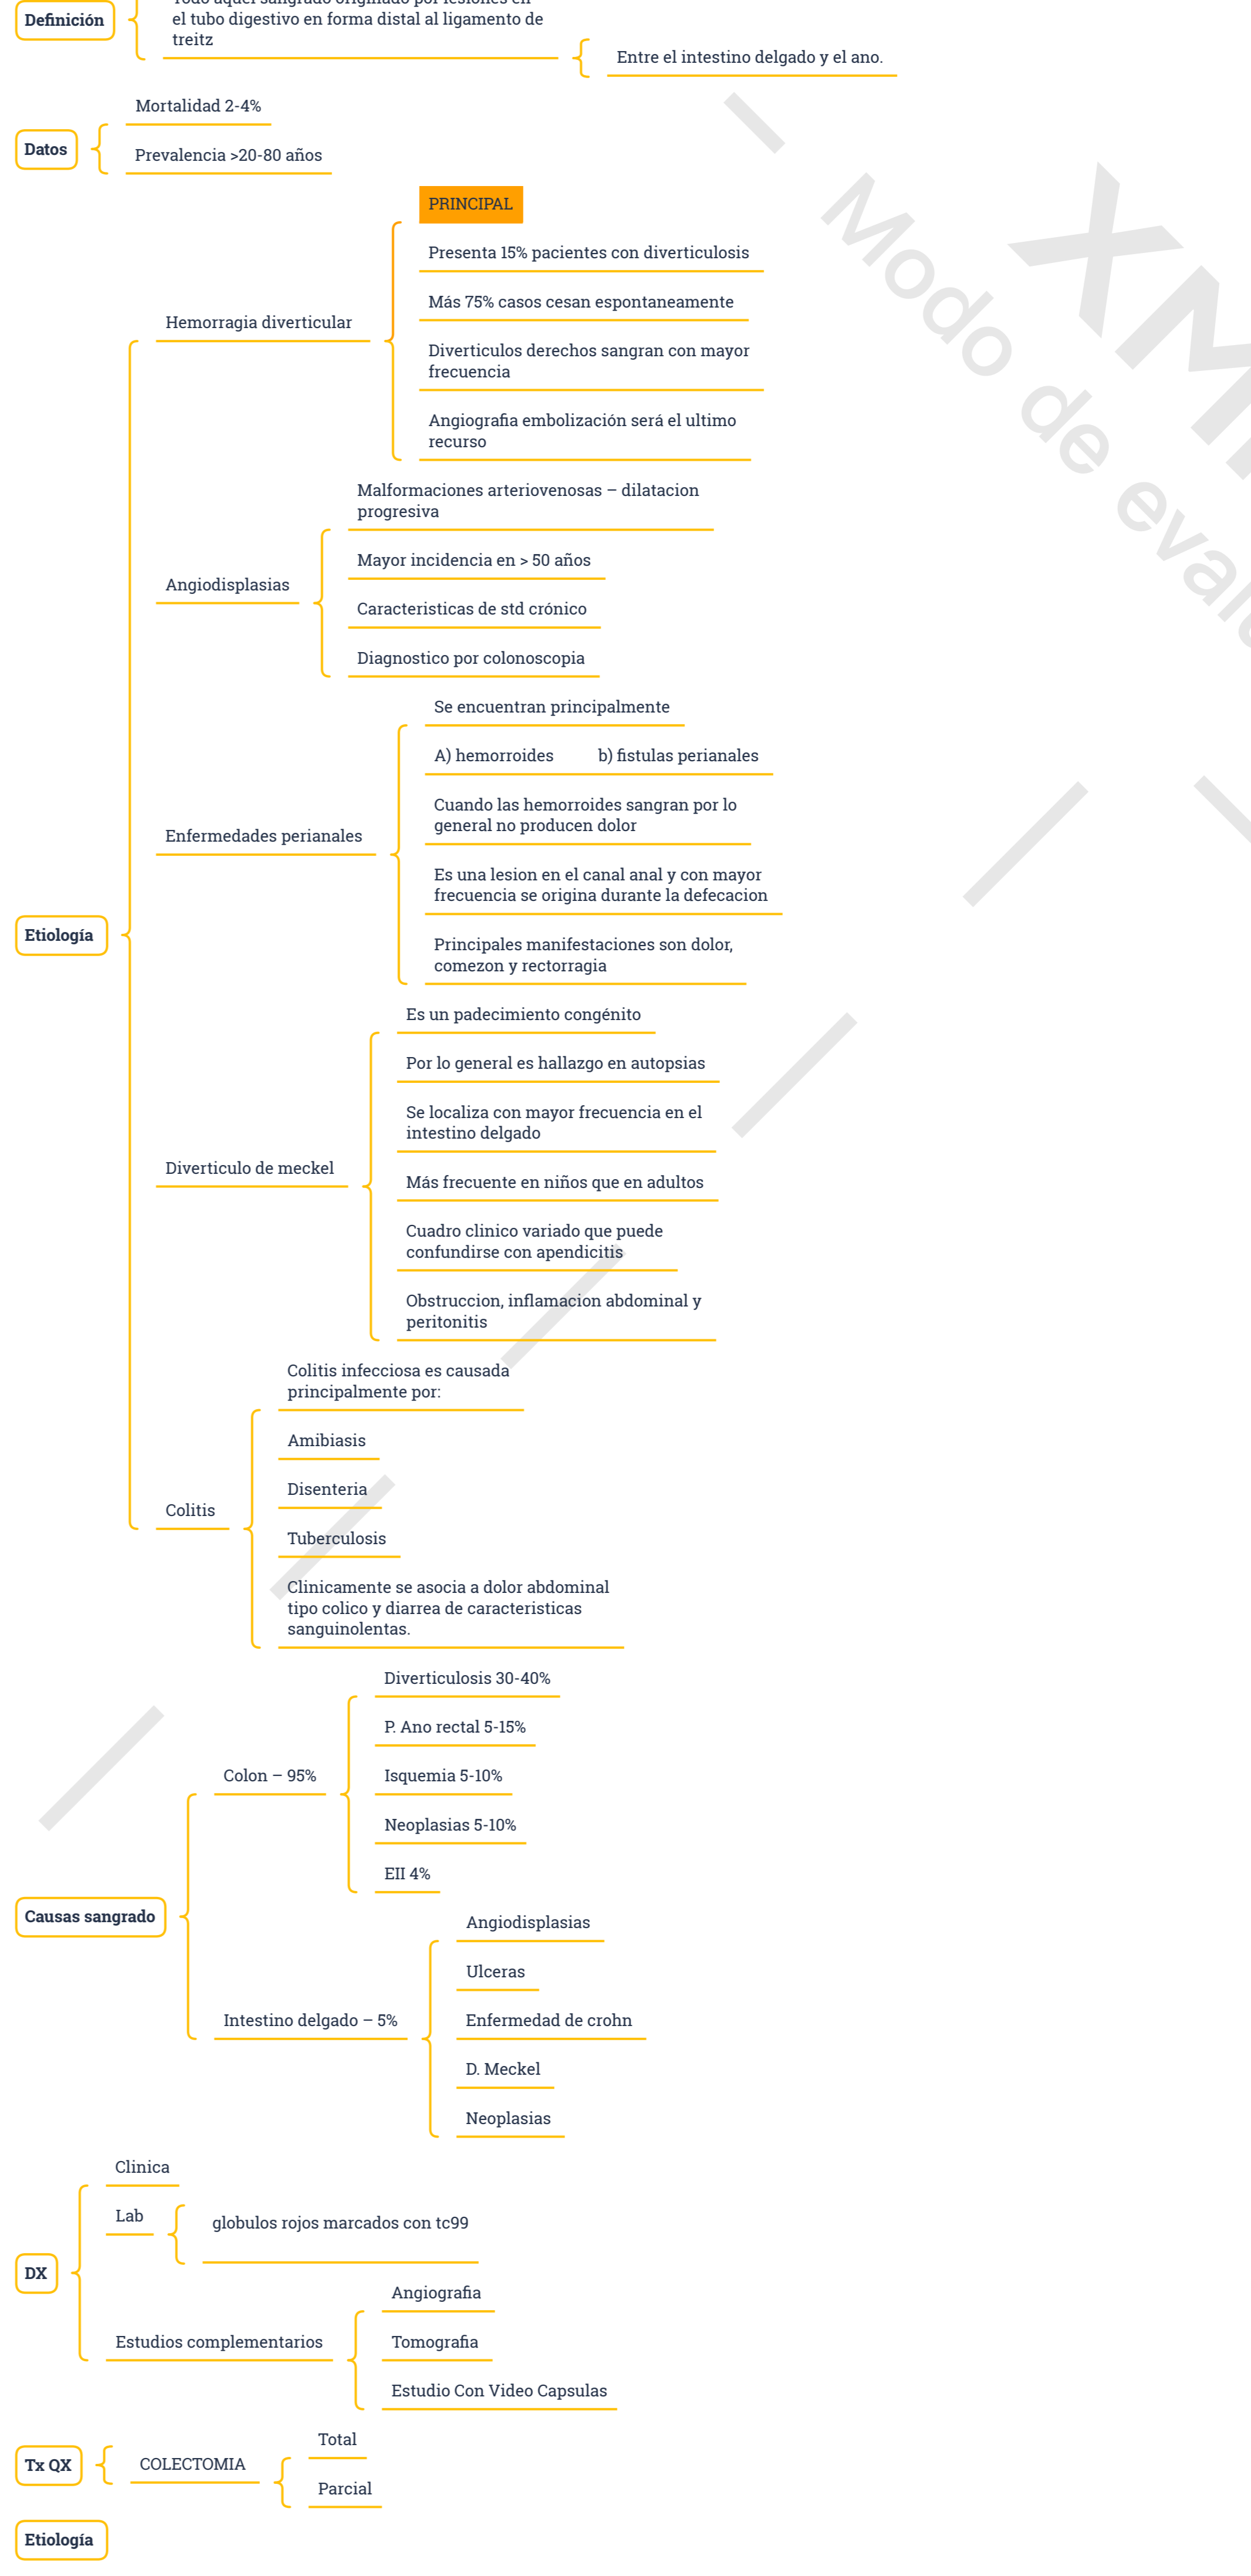 Todo aquel sangrado originado por lesiones en
Definición
el tubo digestivo en forma distal al ligamento de
treitz
Entre el intestino delgado y el ano.
Mortalidad 2-4%
Datos
Prevalencia >20-80 años
PRINCIPAL
Presenta 15% pacientes con diverticulosis
Más 75% casos cesan espontaneamente
Hemorragia diverticular
Diverticulos derechos sangran con mayor
frecuencia
Angiografia embolización será el ultimo
recurso
Malformaciones arteriovenosas – dilatacion
progresiva
Mayor incidencia en > 50 años
Angiodisplasias
Caracteristicas de std crónico
Diagnostico por colonoscopia
Se encuentran principalmente
A) hemorroides b) fistulas perianales
Cuando las hemorroides sangran por lo
general no producen dolor
Enfermedades perianales
Es una lesion en el canal anal y con mayor
frecuencia se origina durante la defecacion
Etiología
Principales manifestaciones son dolor,
comezon y rectorragia
Es un padecimiento congénito
Por lo general es hallazgo en autopsias
Se localiza con mayor frecuencia en el
intestino delgado
Diverticulo de meckel
Más frecuente en niños que en adultos
Cuadro clinico variado que puede
confundirse con apendicitis
Obstruccion, inflamacion abdominal y
peritonitis
Colitis infecciosa es causada
principalmente por:
Amibiasis
Disenteria
Colitis
Tuberculosis
Clinicamente se asocia a dolor abdominal
tipo colico y diarrea de caracteristicas
sanguinolentas.
Diverticulosis 30-40%
P. Ano rectal 5-15%
Colon – 95%
Isquemia 5-10%
Neoplasias 5-10%
EII 4%
Causas sangrado
Angiodisplasias
Ulceras
Intestino delgado – 5%
Enfermedad de crohn
D. Meckel
Neoplasias
Clinica
Lab
globulos rojos marcados con tc99
DX
Angiografia
Estudios complementarios
Tomografia
Estudio Con Video Capsulas
Total
Tx QX
COLECTOMIA
Parcial
Etiología
XM
Modo de eval